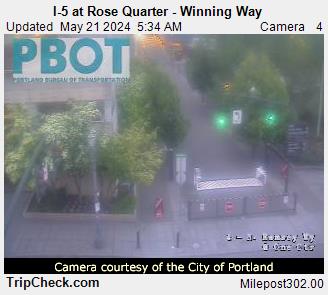 I-5 at Rose Quarter - Winning Way
Updated May 21 2024 5:34 AM Camera 4
PBOT
PORTLAND BUREAU OF TRANSPORTATION
Camera courtesy of the City of Portland
TripCheck.com Milepost302.00